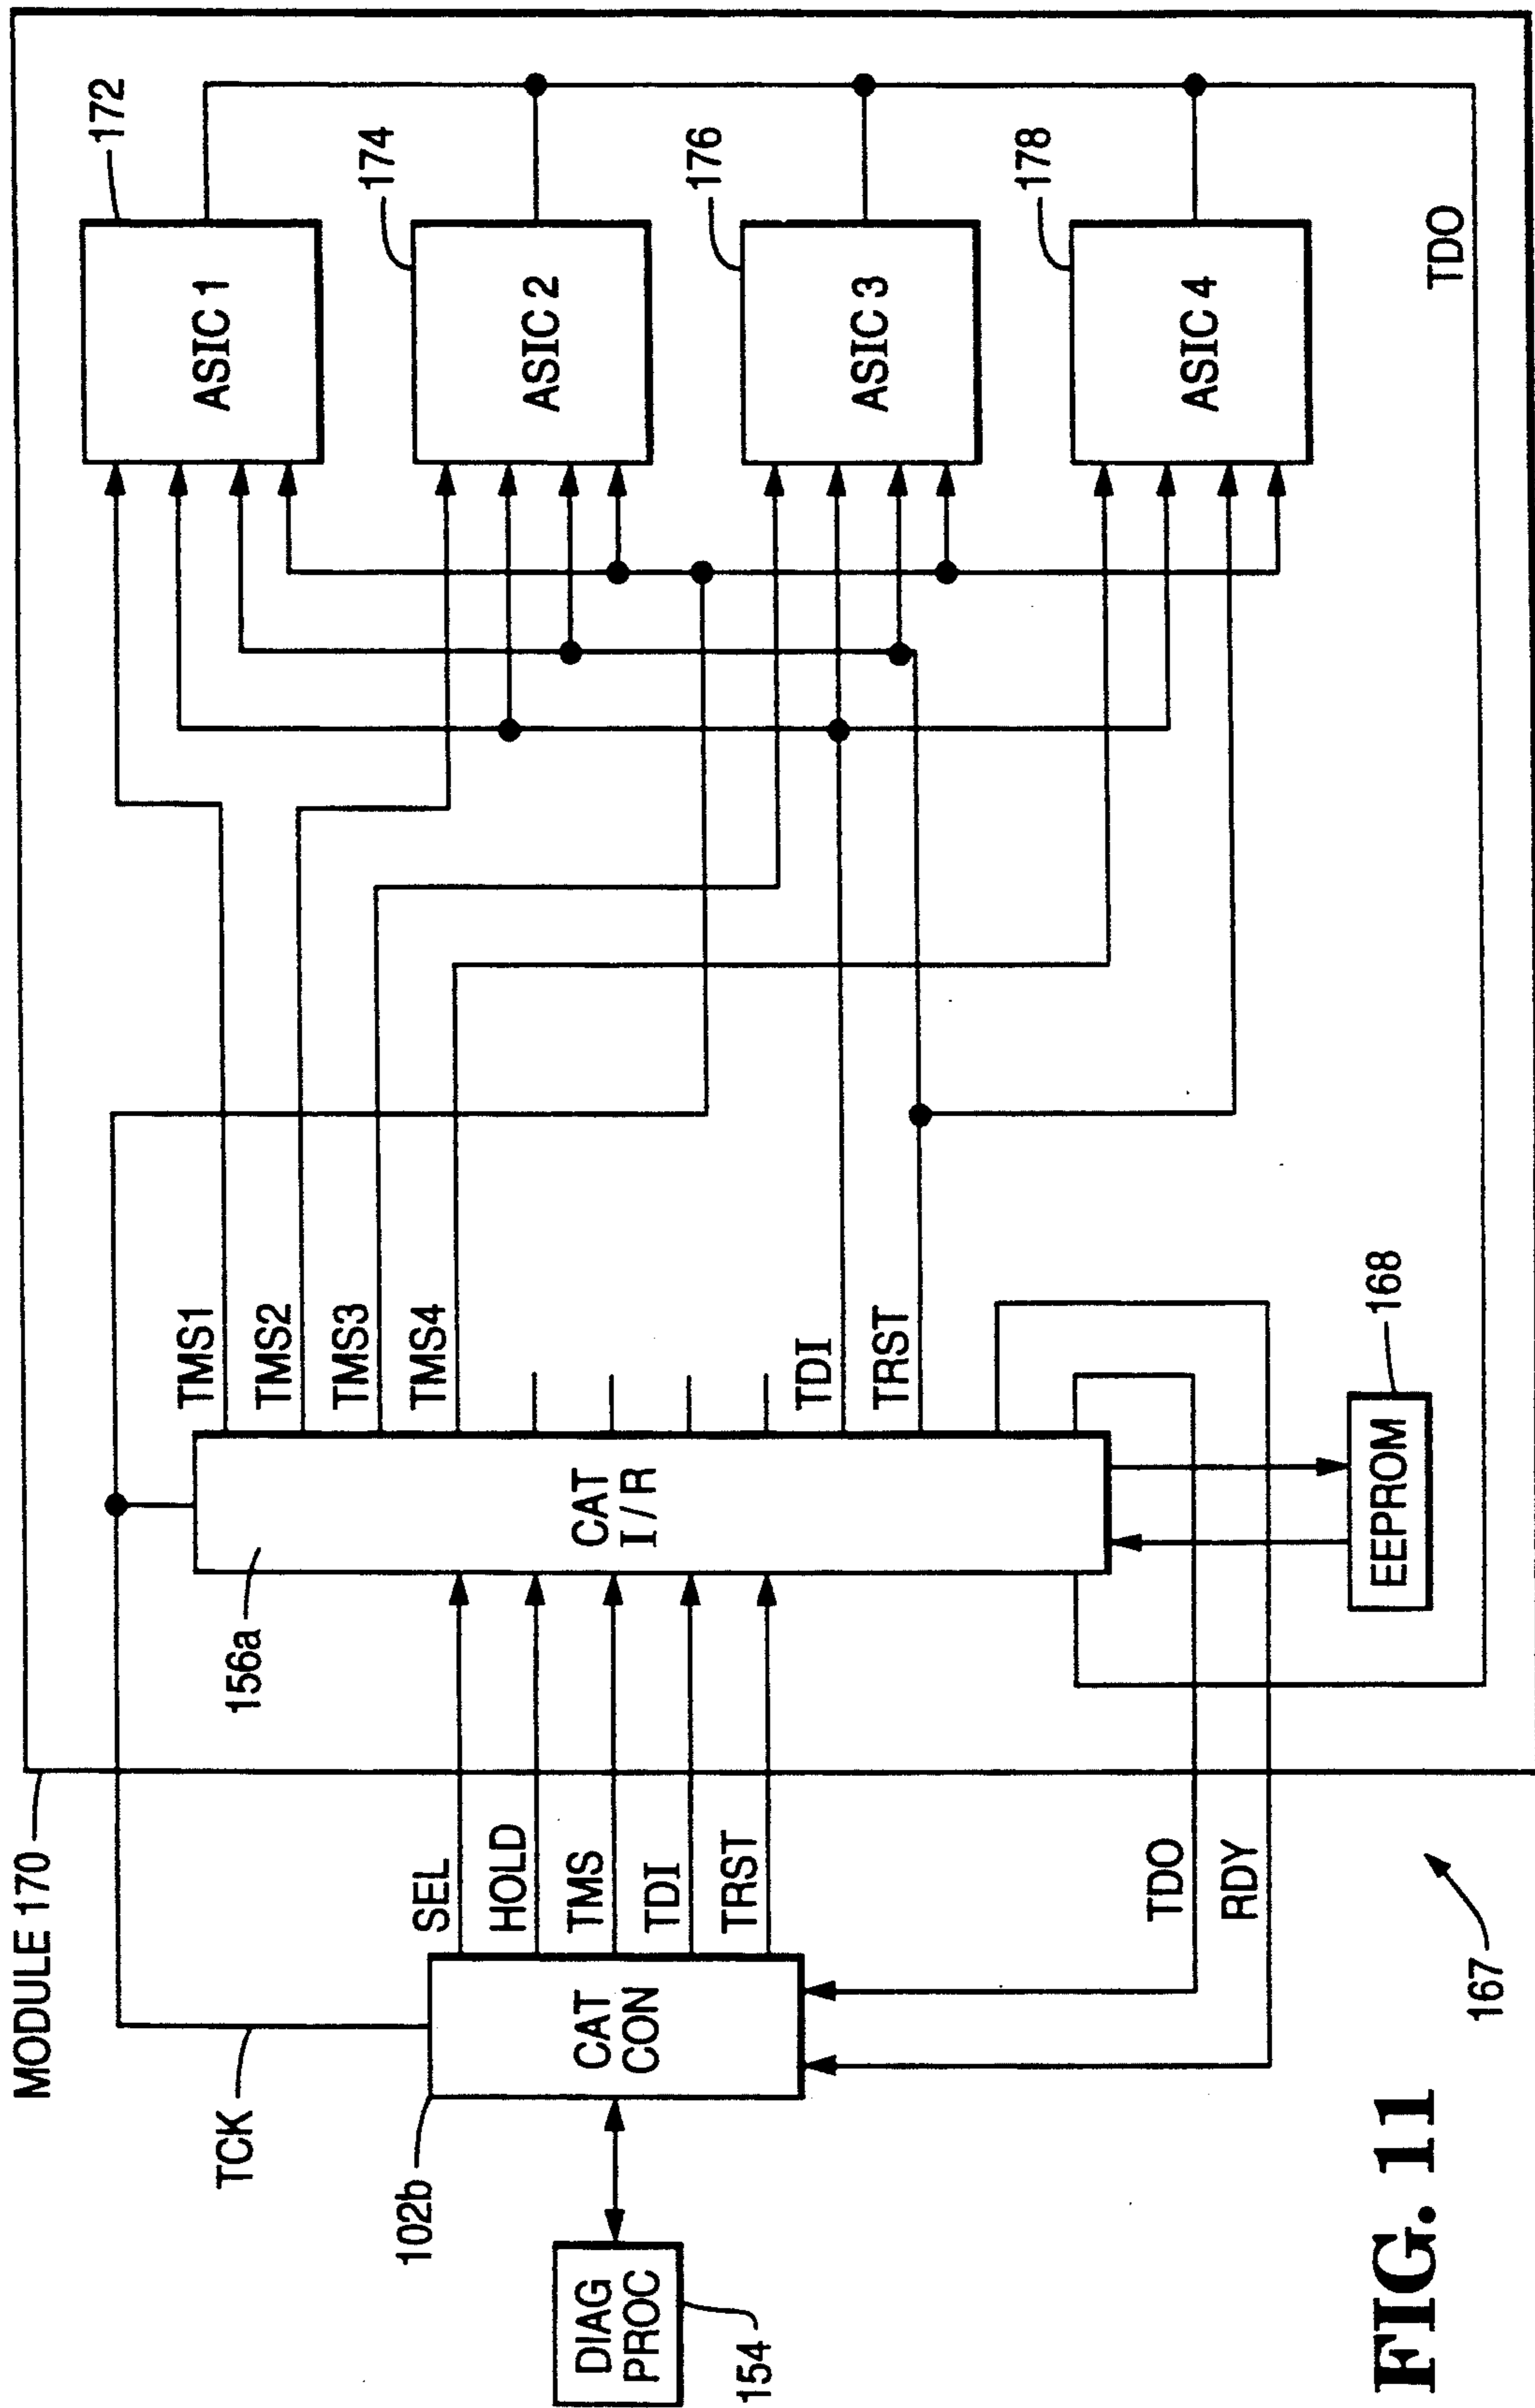 MODULE 170
TCK
156a
102b
DIAG
PROC
154
CAT
CON
SEL
HOLD
TMS
TDI
TRST
TDO
RDY
CAT
I/R
TMS1
TMS2
TMS3
TMS4
TDI
TRST
EEPROM
168
ASIC 1
172
ASIC 2
174
ASIC 3
176
ASIC 4
178
TDO
167
FIG. 11